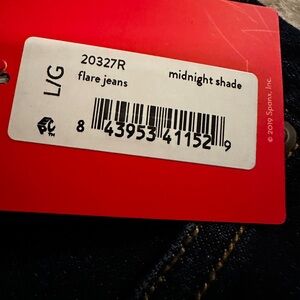 L/G
20327R
flare jeans
midnight shade
8 43953 41152 9
© 2019 Spanx, Inc.